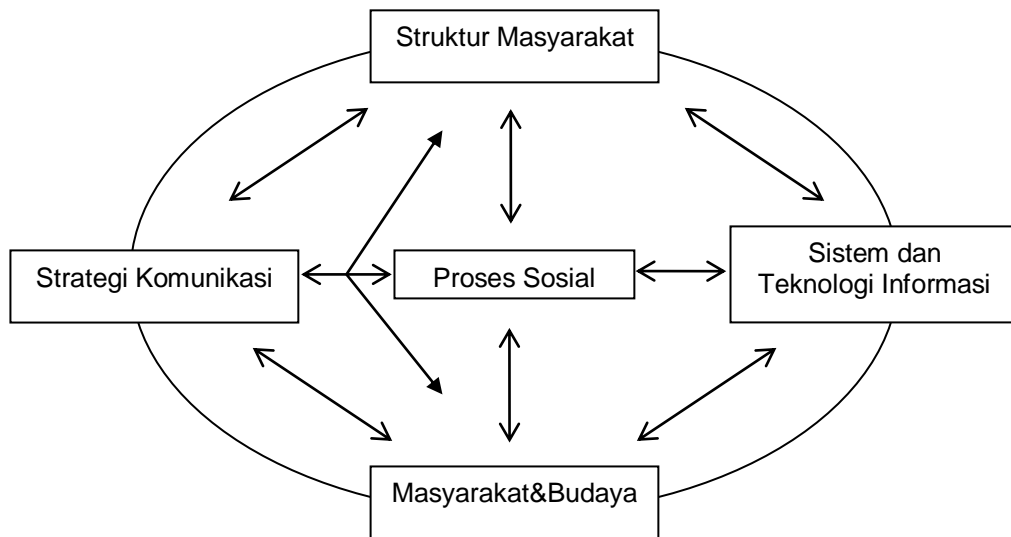 Struktur Masyarakat
Strategi Komunikasi
Proses Sosial
Sistem dan
Teknologi Informasi
Masyarakat&Budaya